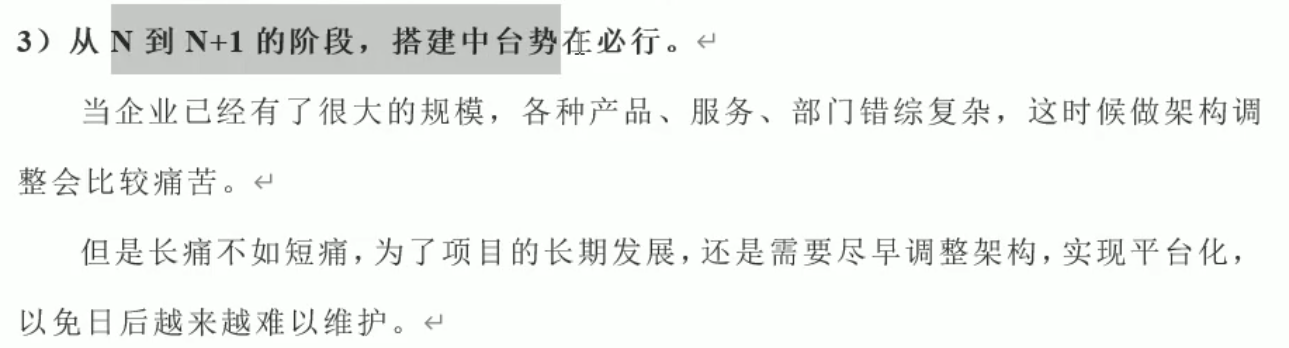 3）从 N 到 N+1 的阶段，搭建中台势在必行。↵
当企业已经有了很大的规模，各种产品、服务、部门错综复杂，这时候做架构调
整会比较痛苦。↵
但是长痛不如短痛，为了项目的长期发展，还是需要尽早调整架构，实现平台化，
以免日后越来越难以维护。↵